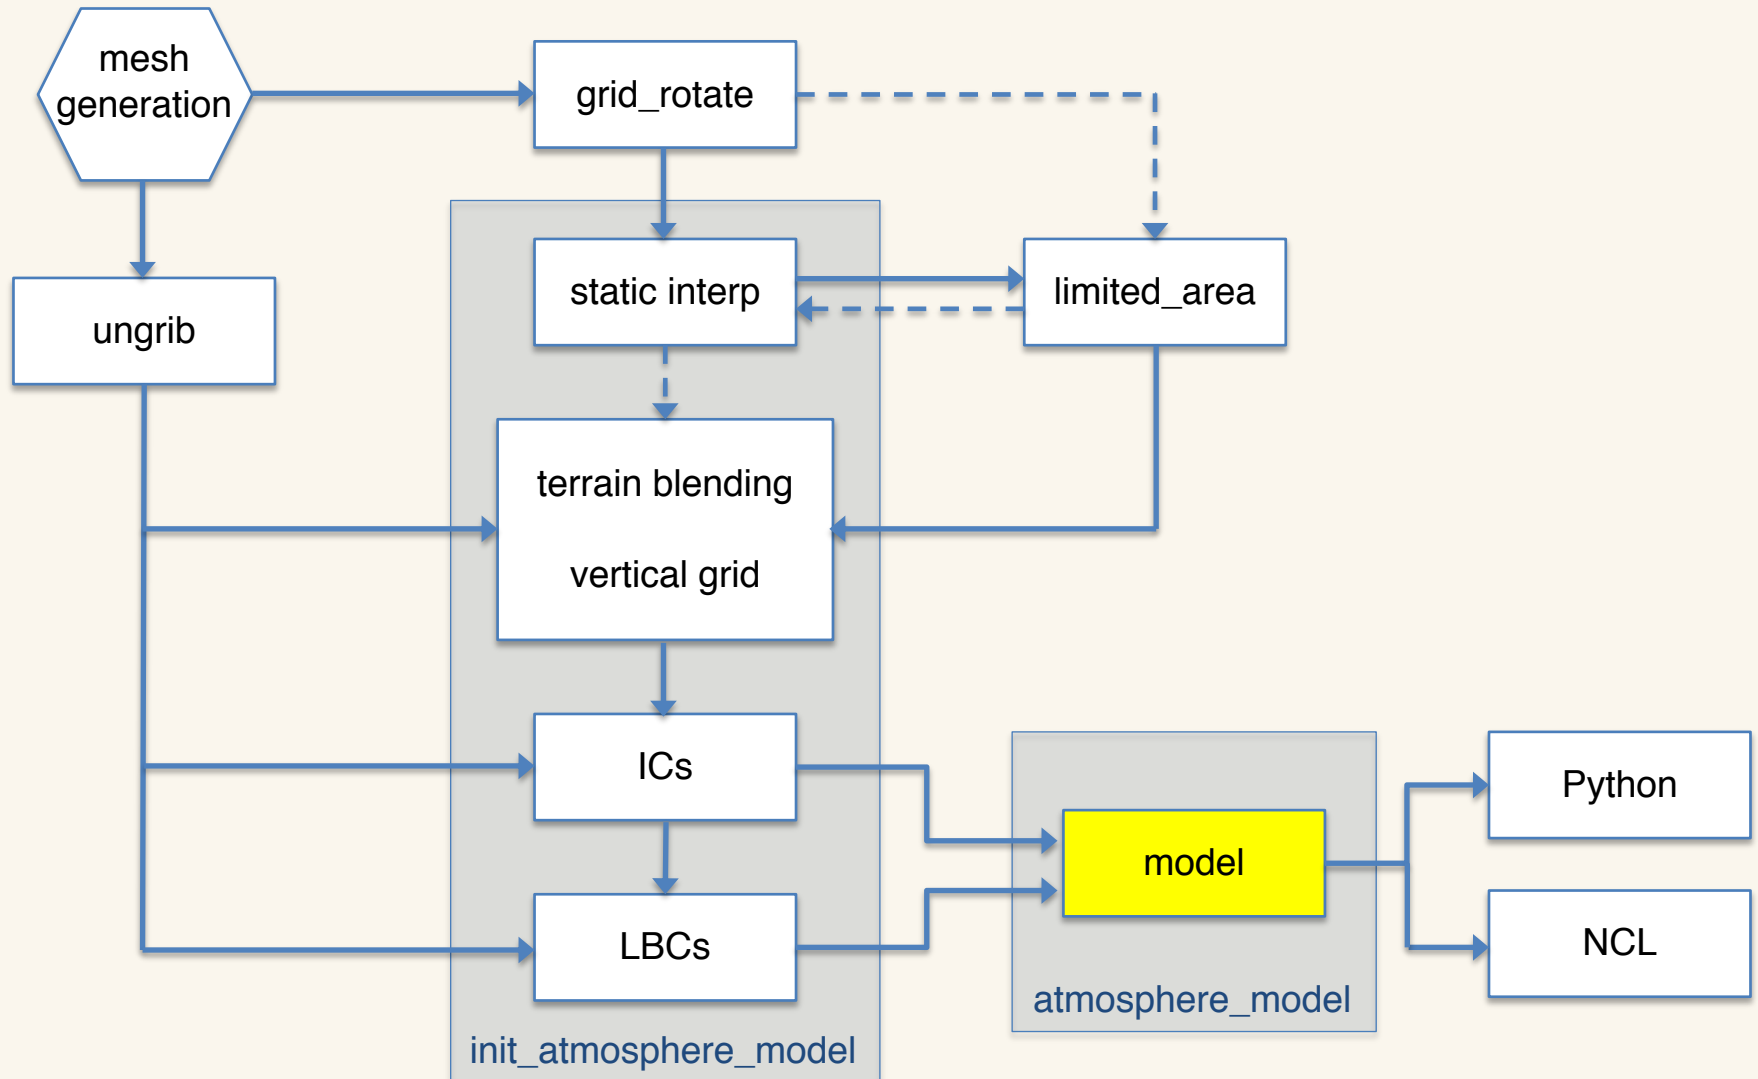 mesh
generation
grid_rotate
static interp
limited_area
ungrib
terrain blending
vertical grid
ICs
Python
model
LBCs
NCL
atmosphere_model
init_atmosphere_model